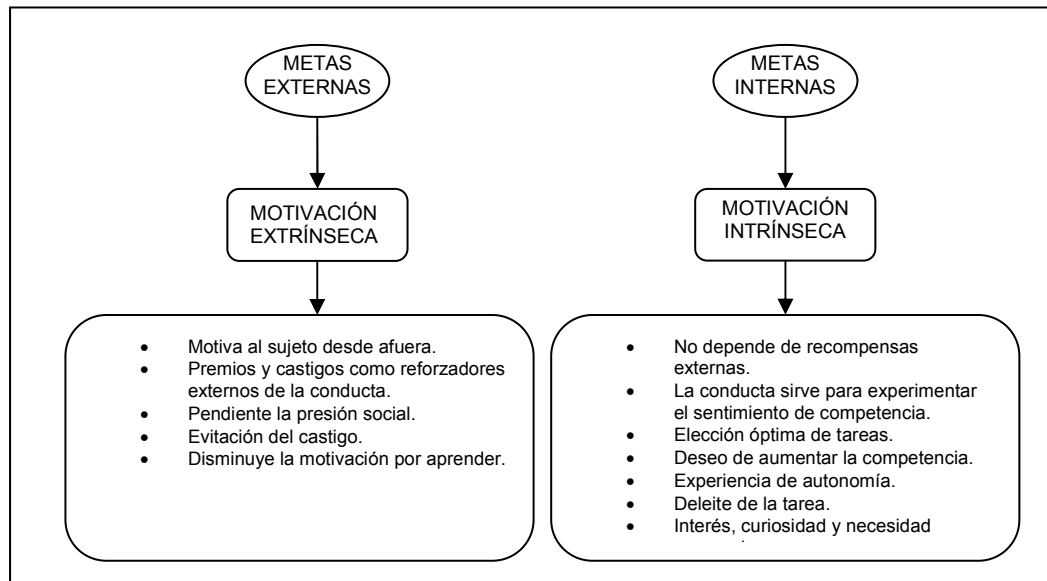 METAS
EXTERNAS
MOTIVACIÓN
EXTRÍNSECA
• Motiva al sujeto desde afuera.
• Premios y castigos como reforzadores
externos de la conducta.
• Pendiente la presión social.
• Evitación del castigo.
• Disminuye la motivación por aprender.
METAS
INTERNAS
MOTIVACIÓN
INTRÍNSECA
• No depende de recompensas
externas.
• La conducta sirve para experimentar
el sentimiento de competencia.
• Elección óptima de tareas.
• Deseo de aumentar la competencia.
• Experiencia de autonomía.
• Deleite de la tarea.
• Interés, curiosidad y necesidad